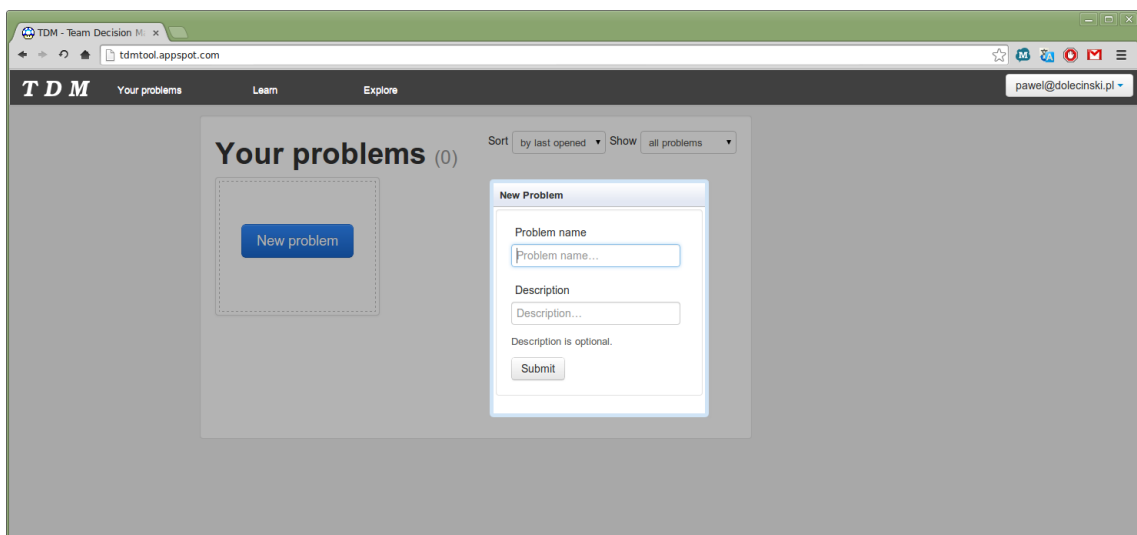 TDM - Team Decision Ma
tdmtool.appspot.com
T D M Your problems Learn Explore pawel@dolecinski.pl
Your problems (0)
Sort by last opened Show all problems
New problem
New Problem
Problem name
Problem name...
Description
Description...
Description is optional.
Submit